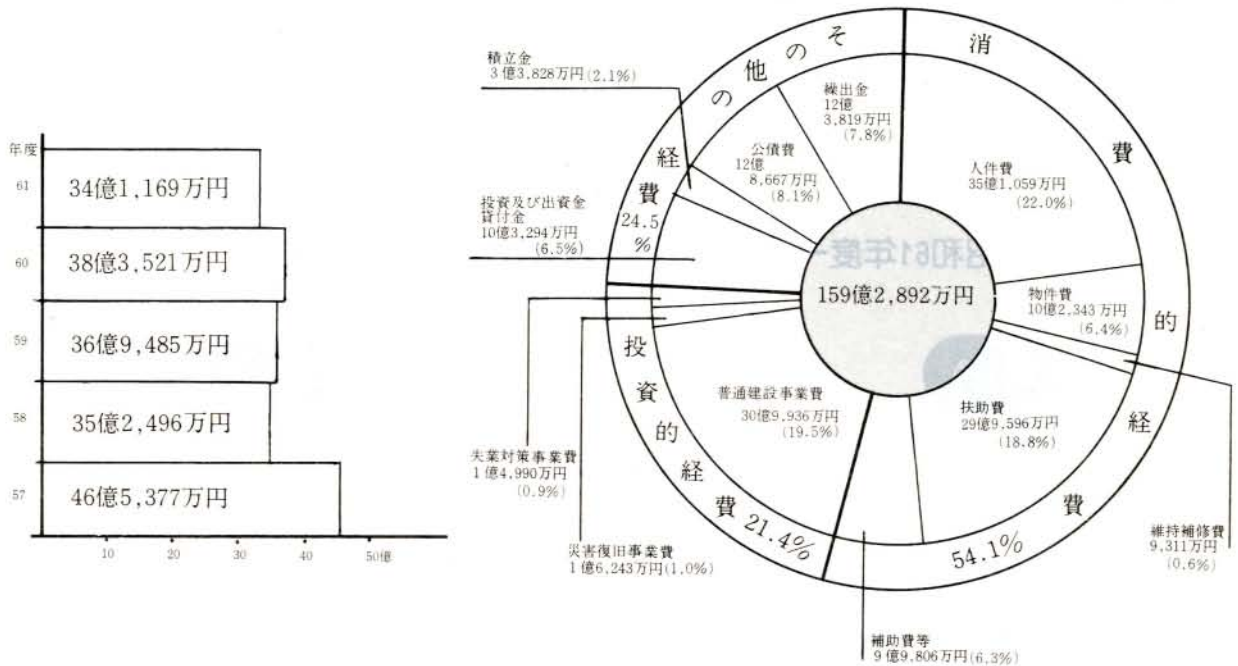 年度
61
34億1,169万円
60
38億3,521万円
59
36億9,485万円
58
35億2,496万円
57
46億5,377万円
10 20 30 40 50億
消費的経費
54.1%
人件費
35億1,059万円
(22.0%)
物件費
10億2,343万円
(6.4%)
維持補修費
9,311万円
(0.6%)
扶助費
29億9,596万円
(18.8%)
補助費等
9億9,806万円(6.3%)
投資的経費 21.4%
普通建設事業費
30億9,936万円
(19.5%)
災害復旧事業費
1億6,243万円(1.0%)
失業対策事業費
1億4,990万円
(0.9%)
その他の経費
24.5
%
投資及び出資金
貸付金
10億3,294万円
(6.5%)
積立金
3億3,828万円(2.1%)
公債費
12億
8,667万円
(8.1%)
繰出金
12億
3,819万円
(7.8%)
159億2,892万円